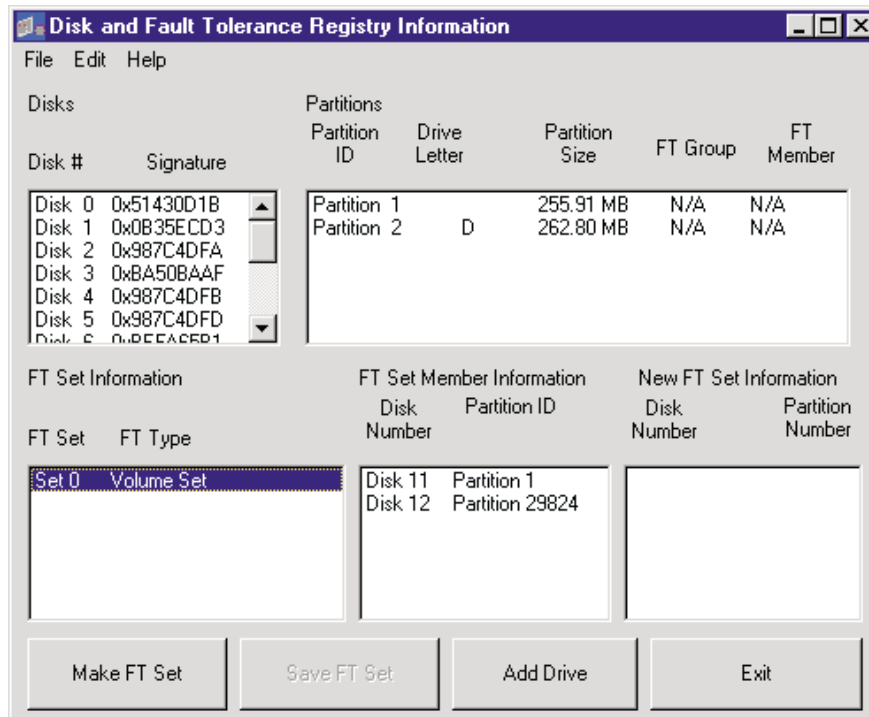 Disk and Fault Tolerance Registry Information
File Edit Help
Disks
Disk # Signature
Disk 0 0x51430D1B
Disk 1 0x0B35ECD3
Disk 2 0x987C4DFA
Disk 3 0xBA50BAAF
Disk 4 0x987C4DFB
Disk 5 0x987C4DFD
Partitions
Partition ID Drive Letter Partition Size FT Group FT Member
Partition 1 255.91 MB N/A N/A
Partition 2 D 262.80 MB N/A N/A
FT Set Information
FT Set FT Type
Set 0 Volume Set
FT Set Member Information
Disk Number Partition ID
Disk 11 Partition 1
Disk 12 Partition 29824
New FT Set Information
Disk Number Partition Number
Make FT Set Save FT Set Add Drive Exit